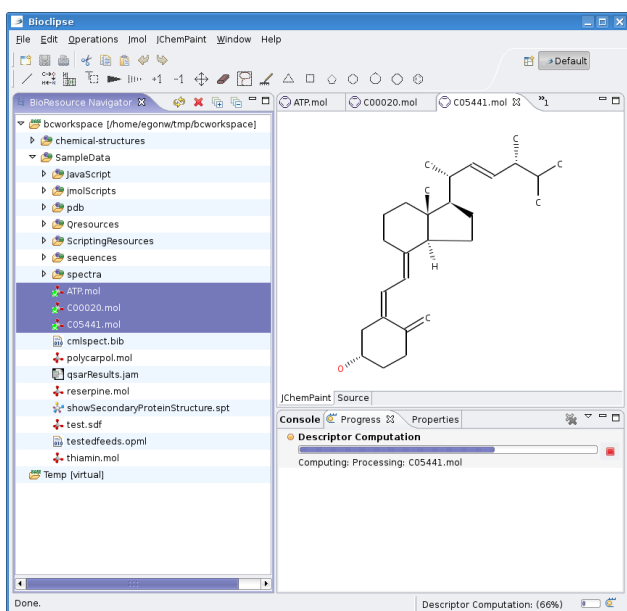 Bioclipse
File Edit Operations Jmol JChemPaint Window Help
Default
+1 -1
BioResource Navigator
ATP.mol C00020.mol C05441.mol »1
bcworkspace [/home/egonw/tmp/bcworkspace]
chemical-structures
SampleData
JavaScript
jmolScripts
pdb
Qresources
ScriptingResources
sequences
spectra
ATP.mol
C00020.mol
C05441.mol
cmlspect.bib
polycarpol.mol
qsarResults.jam
reserpine.mol
showSecondaryProteinStructure.spt
test.sdf
testedfeeds.opml
thiamin.mol
Temp [virtual]
C C C
C
C
H
C
O
JChemPaint Source
Console Progress Properties
Descriptor Computation
Computing: Processing: C05441.mol
Done.
Descriptor Computation: (66%)